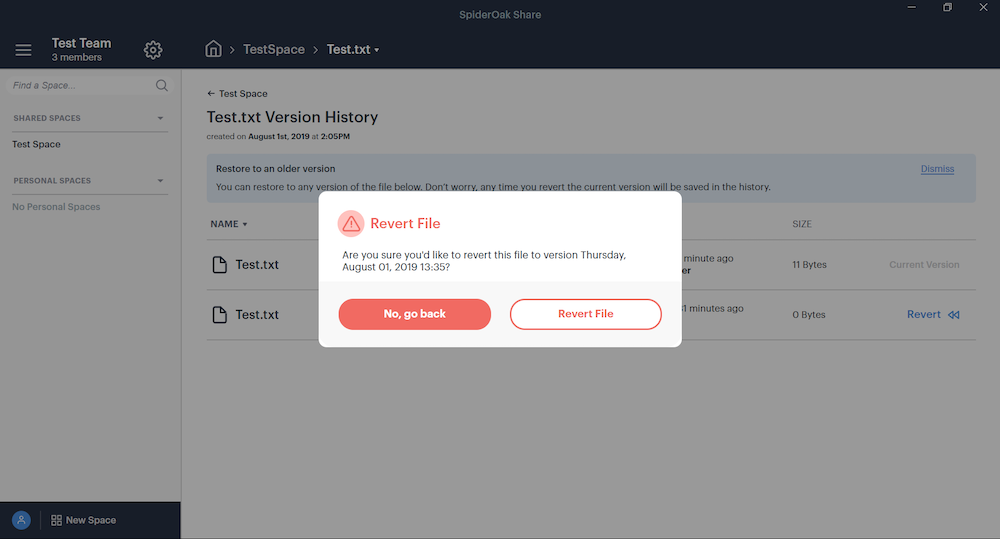 SpiderOak Share
Test Team
3 members
TestSpace
Test.txt
Find a Space...
SHARED SPACES
Test Space
PERSONAL SPACES
No Personal Spaces
New Space
Test Space
Test.txt Version History
created on August 1st, 2019 at 2:05PM
Restore to an older version
Dismiss
You can restore to any version of the file below. Don't worry, any time you revert the current version will be saved in the history.
NAME
SIZE
Test.txt
minute ago
er
11 Bytes
Current Version
Test.txt
31 minutes ago
0 Bytes
Revert
Revert File
Are you sure you'd like to revert this file to version Thursday,
August 01, 2019 13:35?
No, go back
Revert File